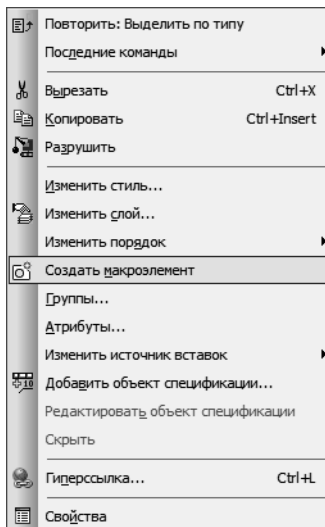 Повторить: Выделить по типу
Последние команды
Вырезать Ctrl+X
Копировать Ctrl+Insert
Разрушить
Изменить стиль...
Изменить слой...
Изменить порядок
Создать макроэлемент
Группы...
Атрибуты...
Изменить источник вставок
Добавить объект спецификации...
Редактировать объект спецификации
Скрыть
Гиперссылка... Ctrl+L
Свойства